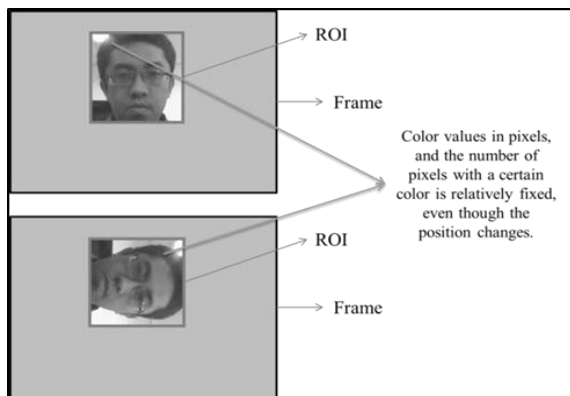 ROI
Frame
Color values in pixels,
and the number of
pixels with a certain
color is relatively fixed,
even though the
position changes.
ROI
Frame